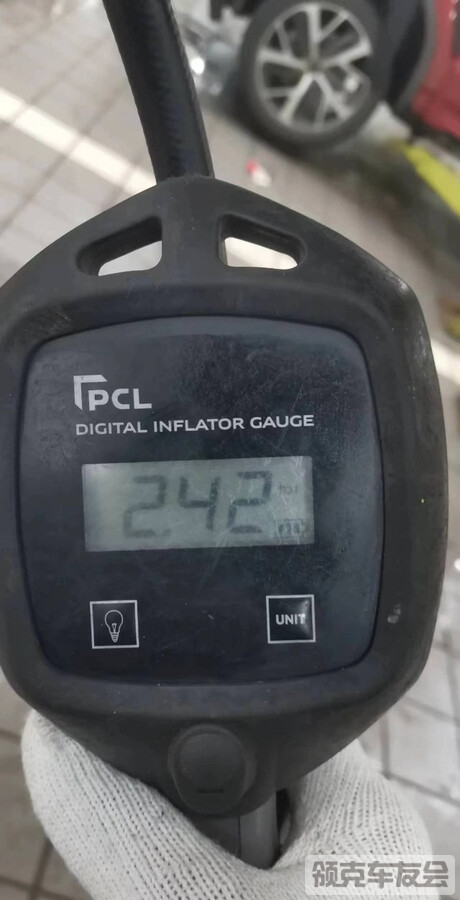 PCL
DIGITAL INFLATOR GAUGE
2.42
UNIT
领克车友会